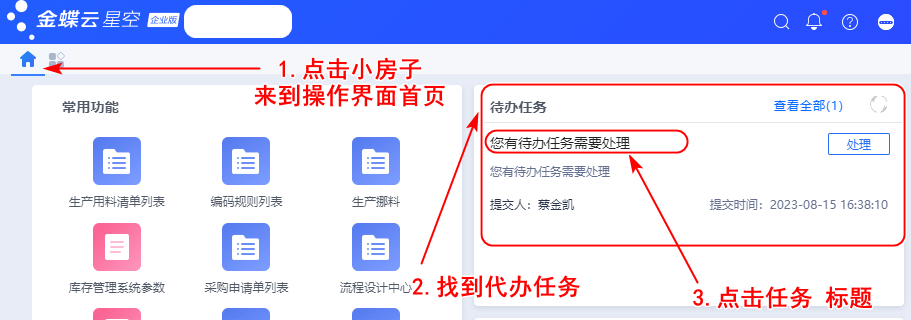 金蝶云 星空 企业版
1.点击小房子
来到操作界面首页
常用功能
生产用料清单列表
编码规则列表
生产挪料
库存管理系统参数
采购申请单列表
流程设计中心
待办任务
查看全部(1)
您有待办任务需要处理
处理
您有待办任务需要处理
提交人：蔡金凯
提交时间：2023-08-15 16:38:10
2.找到代办任务
3.点击任务 标题